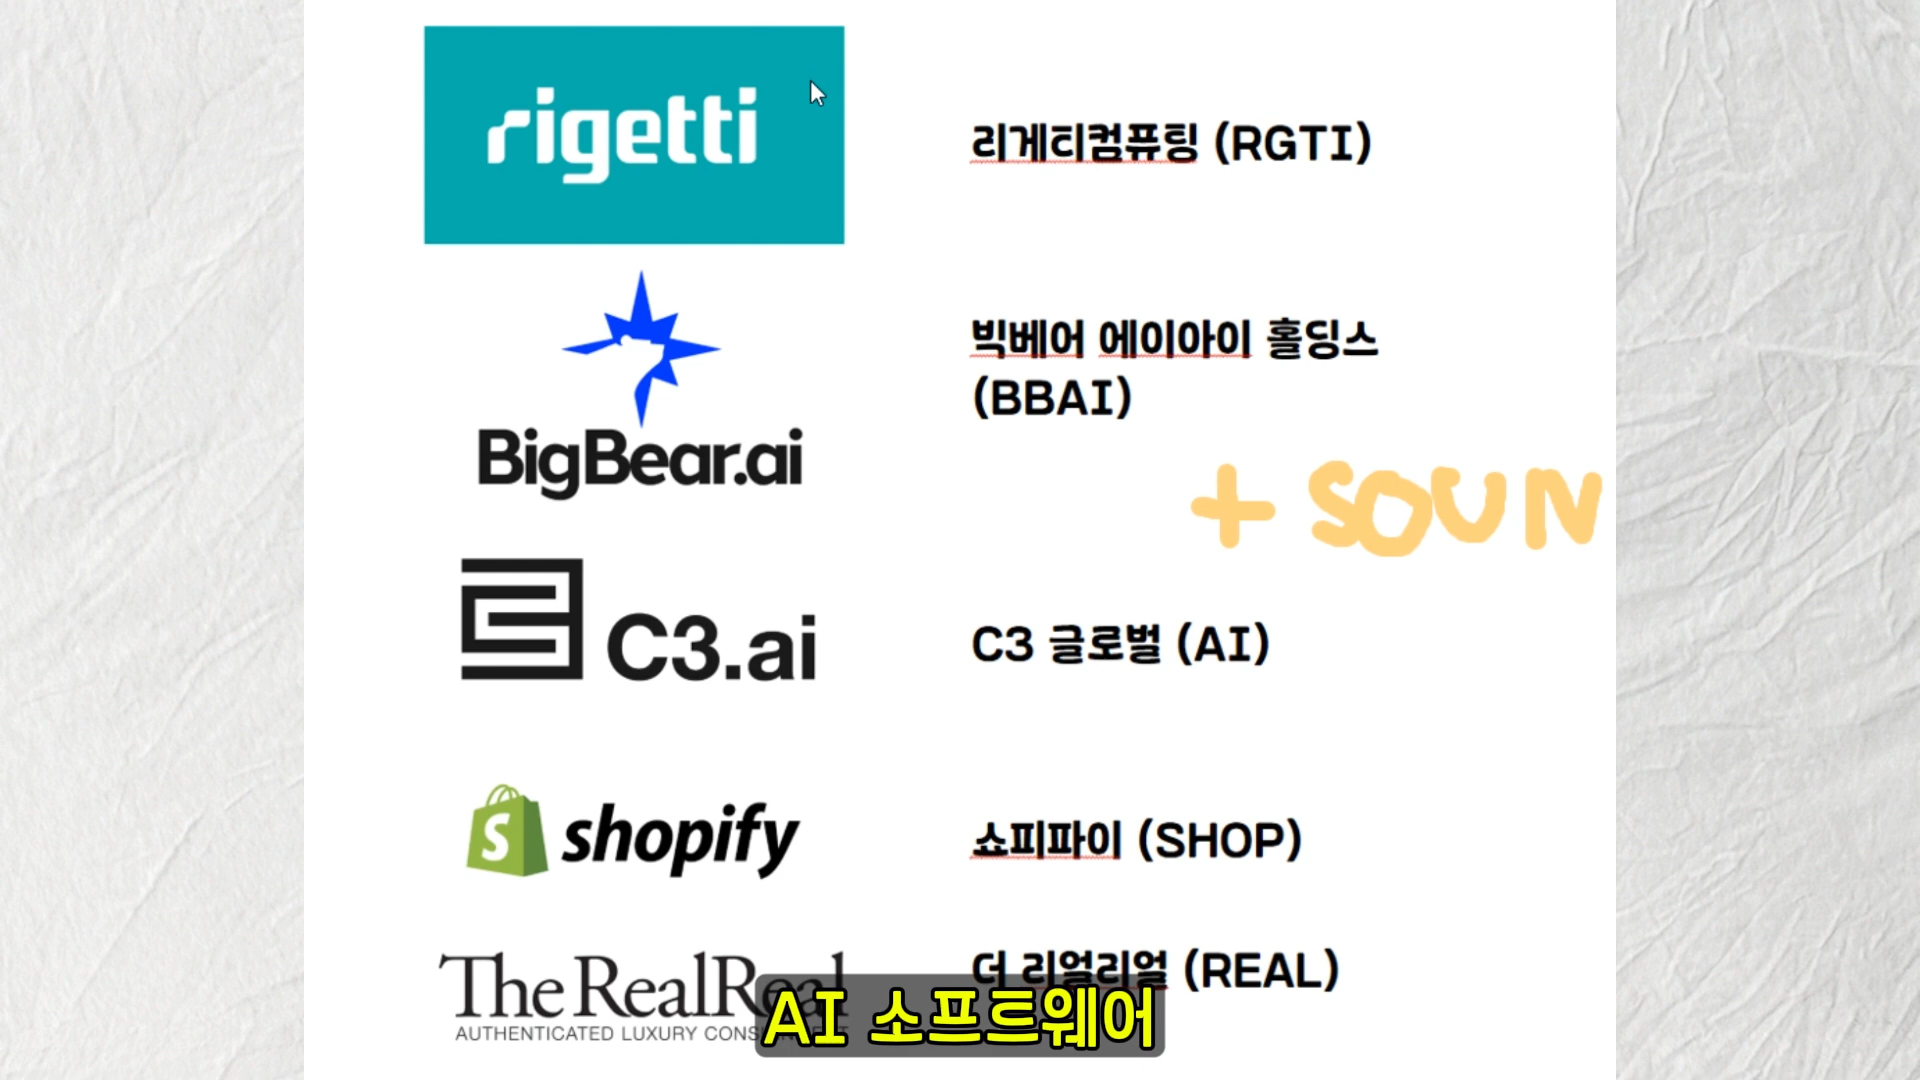 rigetti
리게티컴퓨팅 (RGTI)
빅베어 에이아이 홀딩스
(BBAI)
BigBear.ai
+ SOUN
C3.ai
C3 글로벌 (AI)
shopify
쇼피파이 (SHOP)
The RealReal
더 리얼리얼 (REAL)
AUTHENTICATED LUXURY
AI 소프트웨어